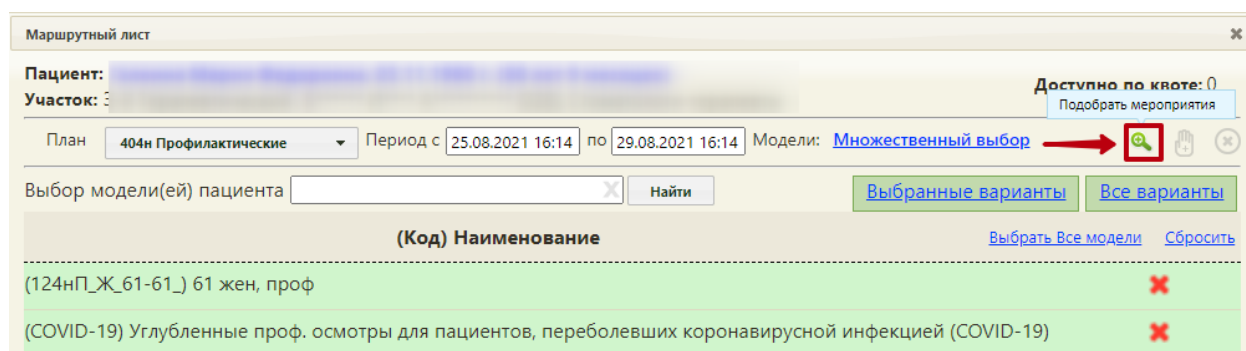 Маршрутный лист
Пациент:
Доступно по квоте: 0
Участок:
Подобрать мероприятия
План 404н Профилактические Период с 25.08.2021 16:14 по 29.08.2021 16:14 Модели: Множественный выбор
Выбор модели(ей) пациента Найти Выбранные варианты Все варианты
(Код) Наименование Выбрать Все модели Сбросить
(124нП_Ж_61-61_) 61 жен, проф
(COVID-19) Углубленные проф. осмотры для пациентов, переболевших коронавирусной инфекцией (COVID-19)